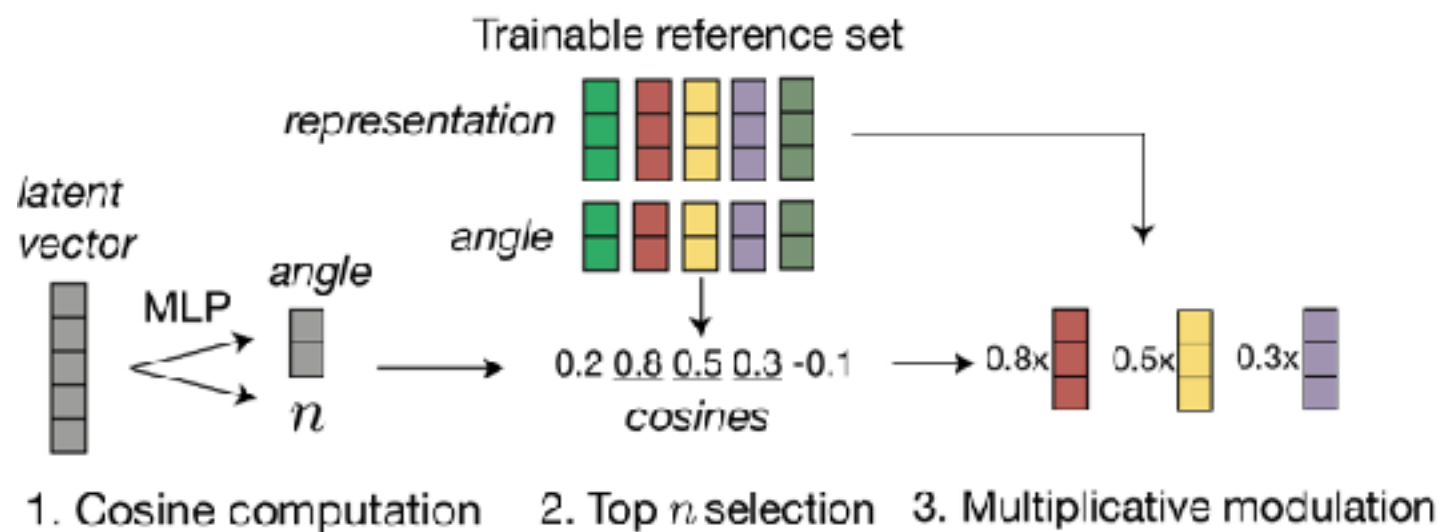 Trainable reference set
representation
angle
latent
vector
MLP
angle
n
0.2 0.8 0.5 0.3 -0.1
cosines
0.8x 0.5x 0.3x
1. Cosine computation
2. Top n selection
3. Multiplicative modulation